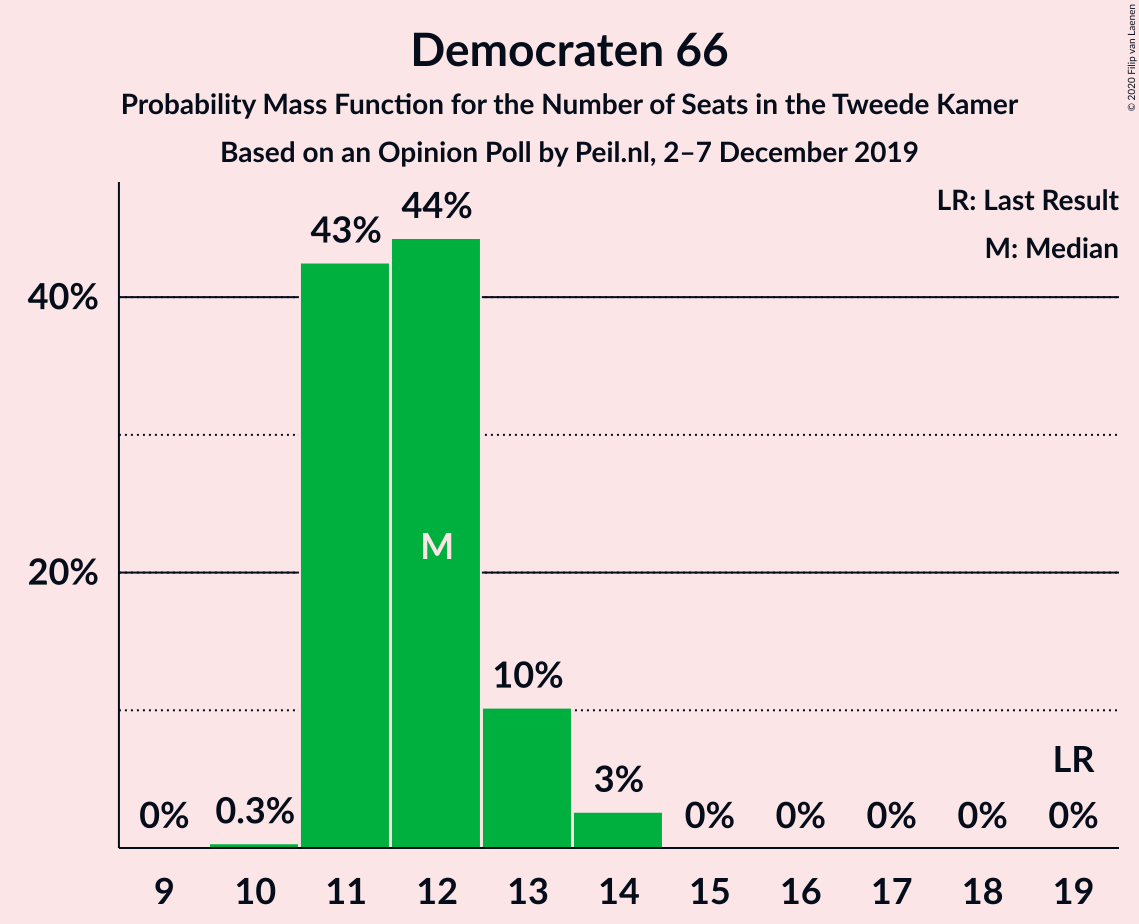 Democraten 66
Probability Mass Function for the Number of Seats in the Tweede Kamer
Based on an Opinion Poll by Peil.nl, 2–7 December 2019
© 2020 Filip van Laenen
LR: Last Result
M: Median
40%
20%
0%
0.3%
43%
44%
M
10%
3%
0%
0%
0%
0%
LR
0%
9 10 11 12 13 14 15 16 17 18 19